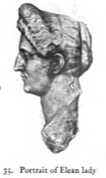 35. Portrait of Elean lady